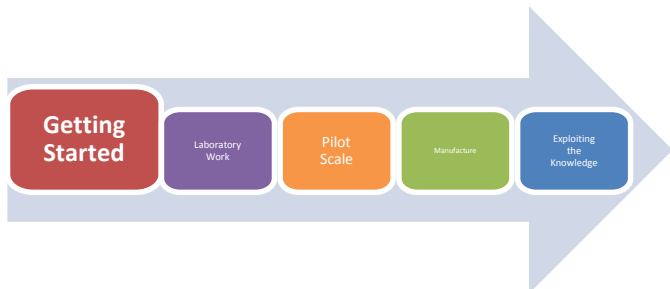 Getting
Started
Laboratory
Work
Pilot
Scale
Manufacture
Exploiting
the
Knowledge